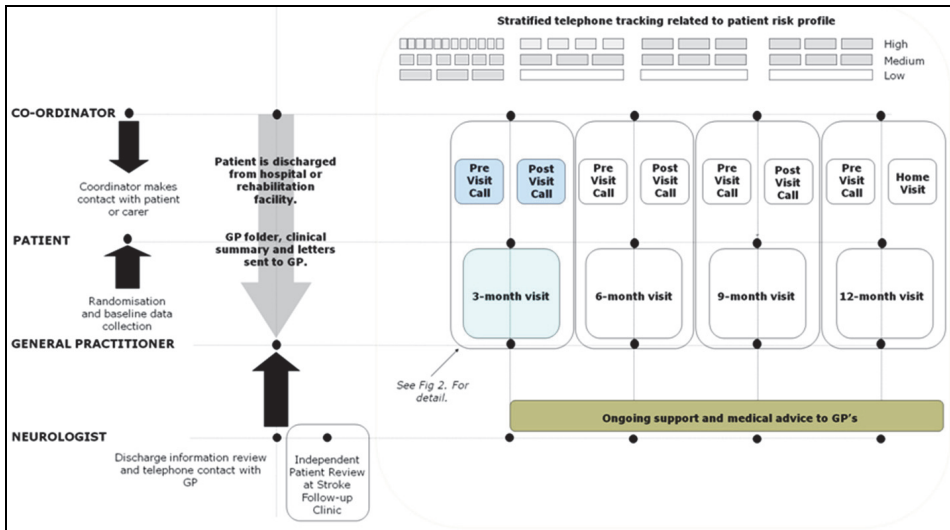 Stratified telephone tracking related to patient risk profile
High
Medium
Low
CO-ORDINATOR
Coordinator makes
contact with patient
or carer
Patient is discharged
from hospital or
rehabilitation
facility.
GP folder, clinical
summary and letters
sent to GP.
Pre
Visit
Call
Post
Visit
Call
Pre
Visit
Call
Post
Visit
Call
Pre
Visit
Call
Post
Visit
Call
Pre
Visit
Call
Home
Visit
PATIENT
Randomisation
and baseline data
collection
3-month visit
6-month visit
9-month visit
12-month visit
GENERAL PRACTITIONER
See Fig 2. For
detail.
Ongoing support and medical advice to GP's
NEUROLOGIST
Discharge information review
and telephone contact with
GP
Independent
Patient Review
at Stroke
Follow-up
Clinic